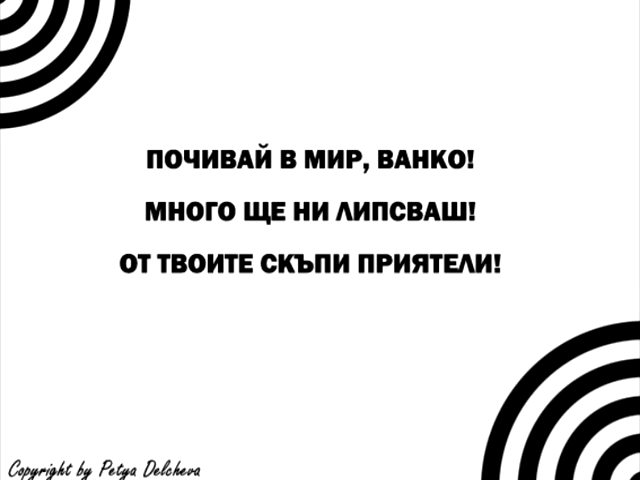 ПОЧИВАЙ В МИР, ВАНКО!
МНОГО ЩЕ НИ ЛИПСВАШ!
ОТ ТВОИТЕ СКЪПИ ПРИЯТЕЛИ!
Copyright by Petya Delcheva